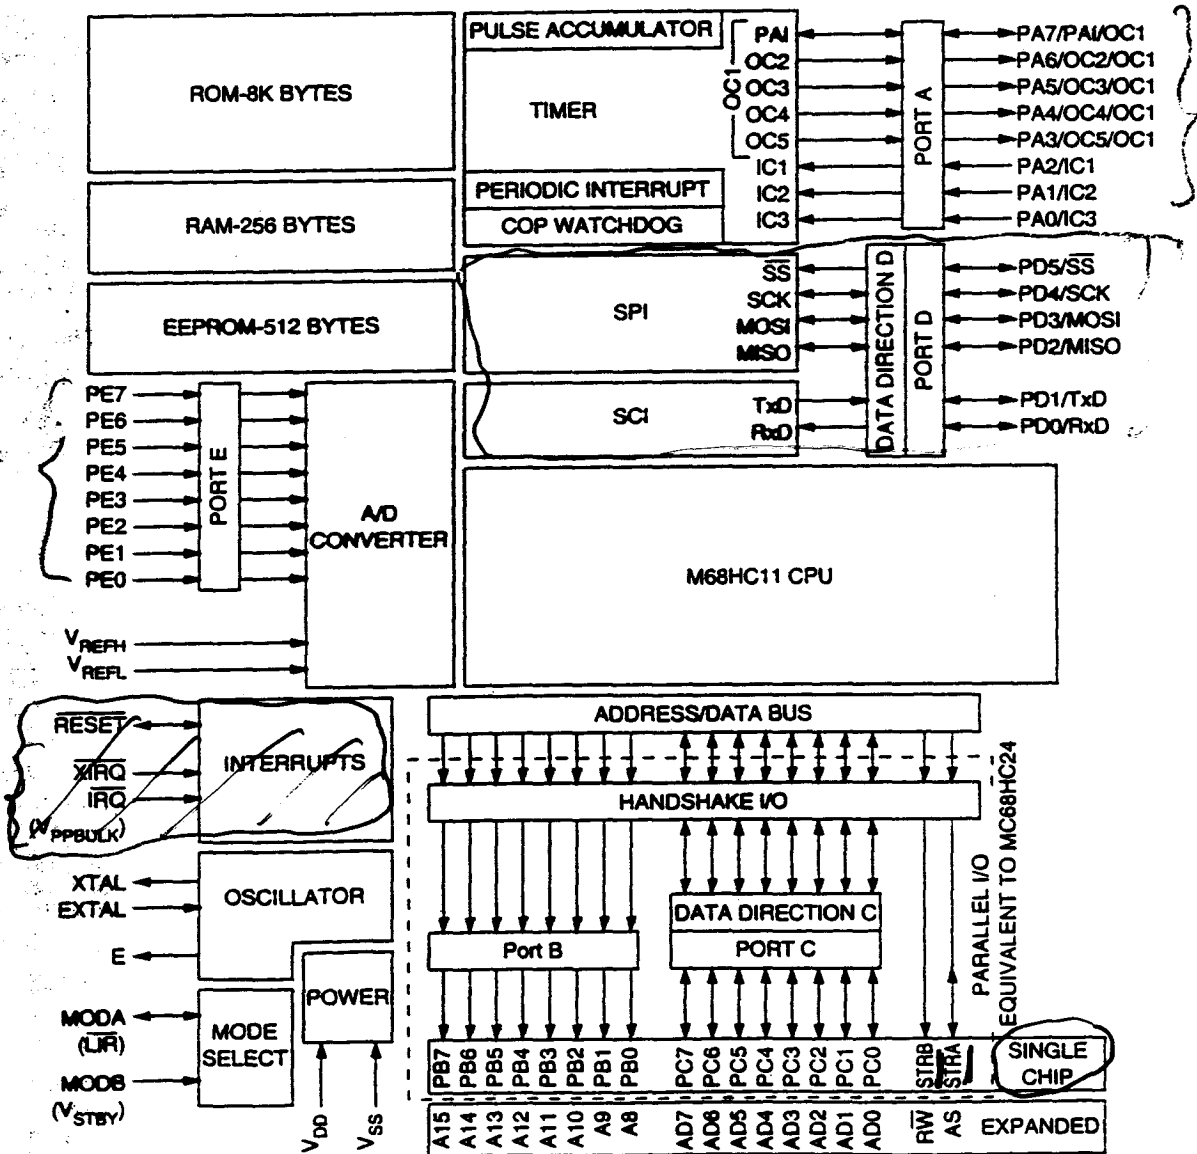 ROM-8K BYTES
RAM-256 BYTES
EEPROM-512 BYTES
PULSE ACCUMULATOR
TIMER
PERIODIC INTERRUPT
COP WATCHDOG
OC1
PAI
OC2
OC3
OC4
OC5
IC1
IC2
IC3
PORT A
PA7/PAI/OC1
PA6/OC2/OC1
PA5/OC3/OC1
PA4/OC4/OC1
PA3/OC5/OC1
PA2/IC1
PA1/IC2
PA0/IC3
SPI
SS
SCK
MOSI
MISO
SCI
TxD
RxD
DATA DIRECTION D
PORT D
PD5/SS
PD4/SCK
PD3/MOSI
PD2/MISO
PD1/TxD
PD0/RxD
PE7
PE6
PE5
PE4
PE3
PE2
PE1
PE0
PORT E
A/D
CONVERTER
VREFH
VREFL
M68HC11 CPU
RESET
XIRQ
IRQ
(VPPBULK)
INTERRUPTS
XTAL
EXTAL
E
OSCILLATOR
POWER
MODA
(LIR)
MODB
(VSTBY)
MODE
SELECT
VDD
VSS
ADDRESS/DATA BUS
HANDSHAKE I/O
DATA DIRECTION C
Port B
PORT C
PARALLEL I/O
EQUIVALENT TO MC68HC24
PB7
PB6
PB5
PB4
PB3
PB2
PB1
PB0
PC7
PC6
PC5
PC4
PC3
PC2
PC1
PC0
STRB
STRA
SINGLE
CHIP
A15
A14
A13
A12
A11
A10
A9
A8
AD7
AD6
AD5
AD4
AD3
AD2
AD1
AD0
RW
AS
EXPANDED